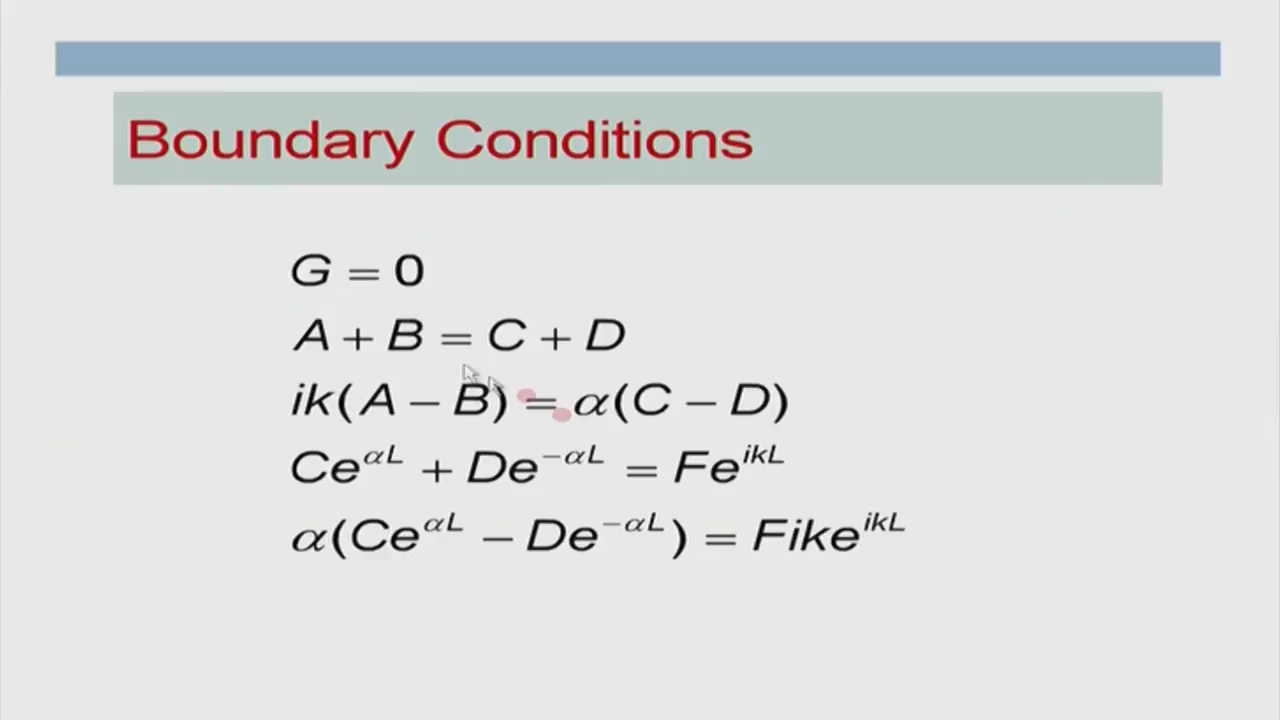 Boundary Conditions
G = 0
A + B = C + D
ik(A − B) = α(C − D)
Ce^{αL} + De^{−αL} = Fe^{ikL}
α(Ce^{αL} − De^{−αL}) = Fike^{ikL}